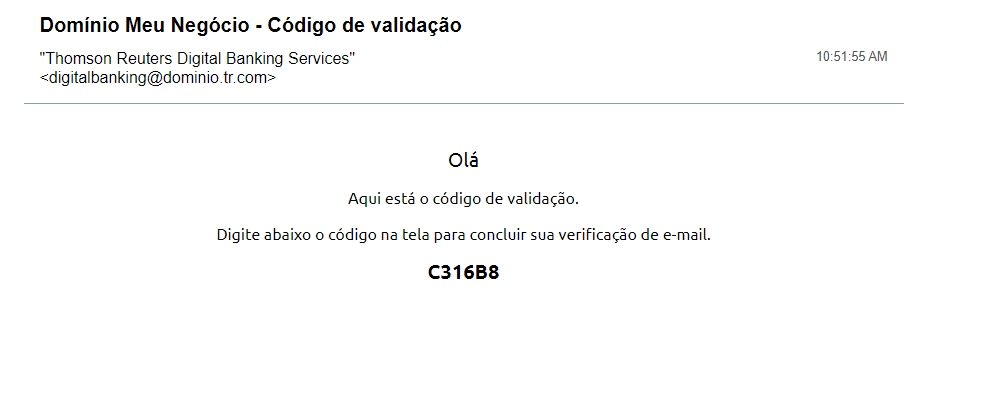 Domínio Meu Negócio - Código de validação
"Thomson Reuters Digital Banking Services"
10:51:55 AM
<digitalbanking@dominio.tr.com>
Olá
Aqui está o código de validação.
Digite abaixo o código na tela para concluir sua verificação de e-mail.
C316B8